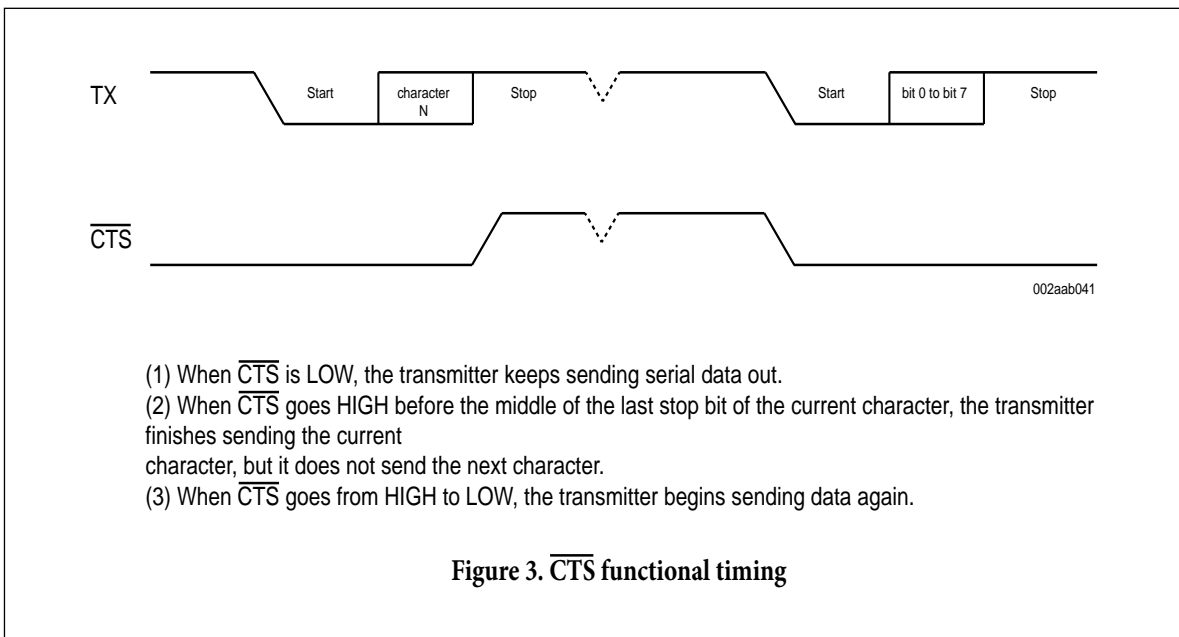 TX
Start
character
N
Stop
Start
bit 0 to bit 7
Stop
CTS
002aab041
(1) When CTS is LOW, the transmitter keeps sending serial data out.
(2) When CTS goes HIGH before the middle of the last stop bit of the current character, the transmitter
finishes sending the current
character, but it does not send the next character.
(3) When CTS goes from HIGH to LOW, the transmitter begins sending data again.
Figure 3. CTS functional timing